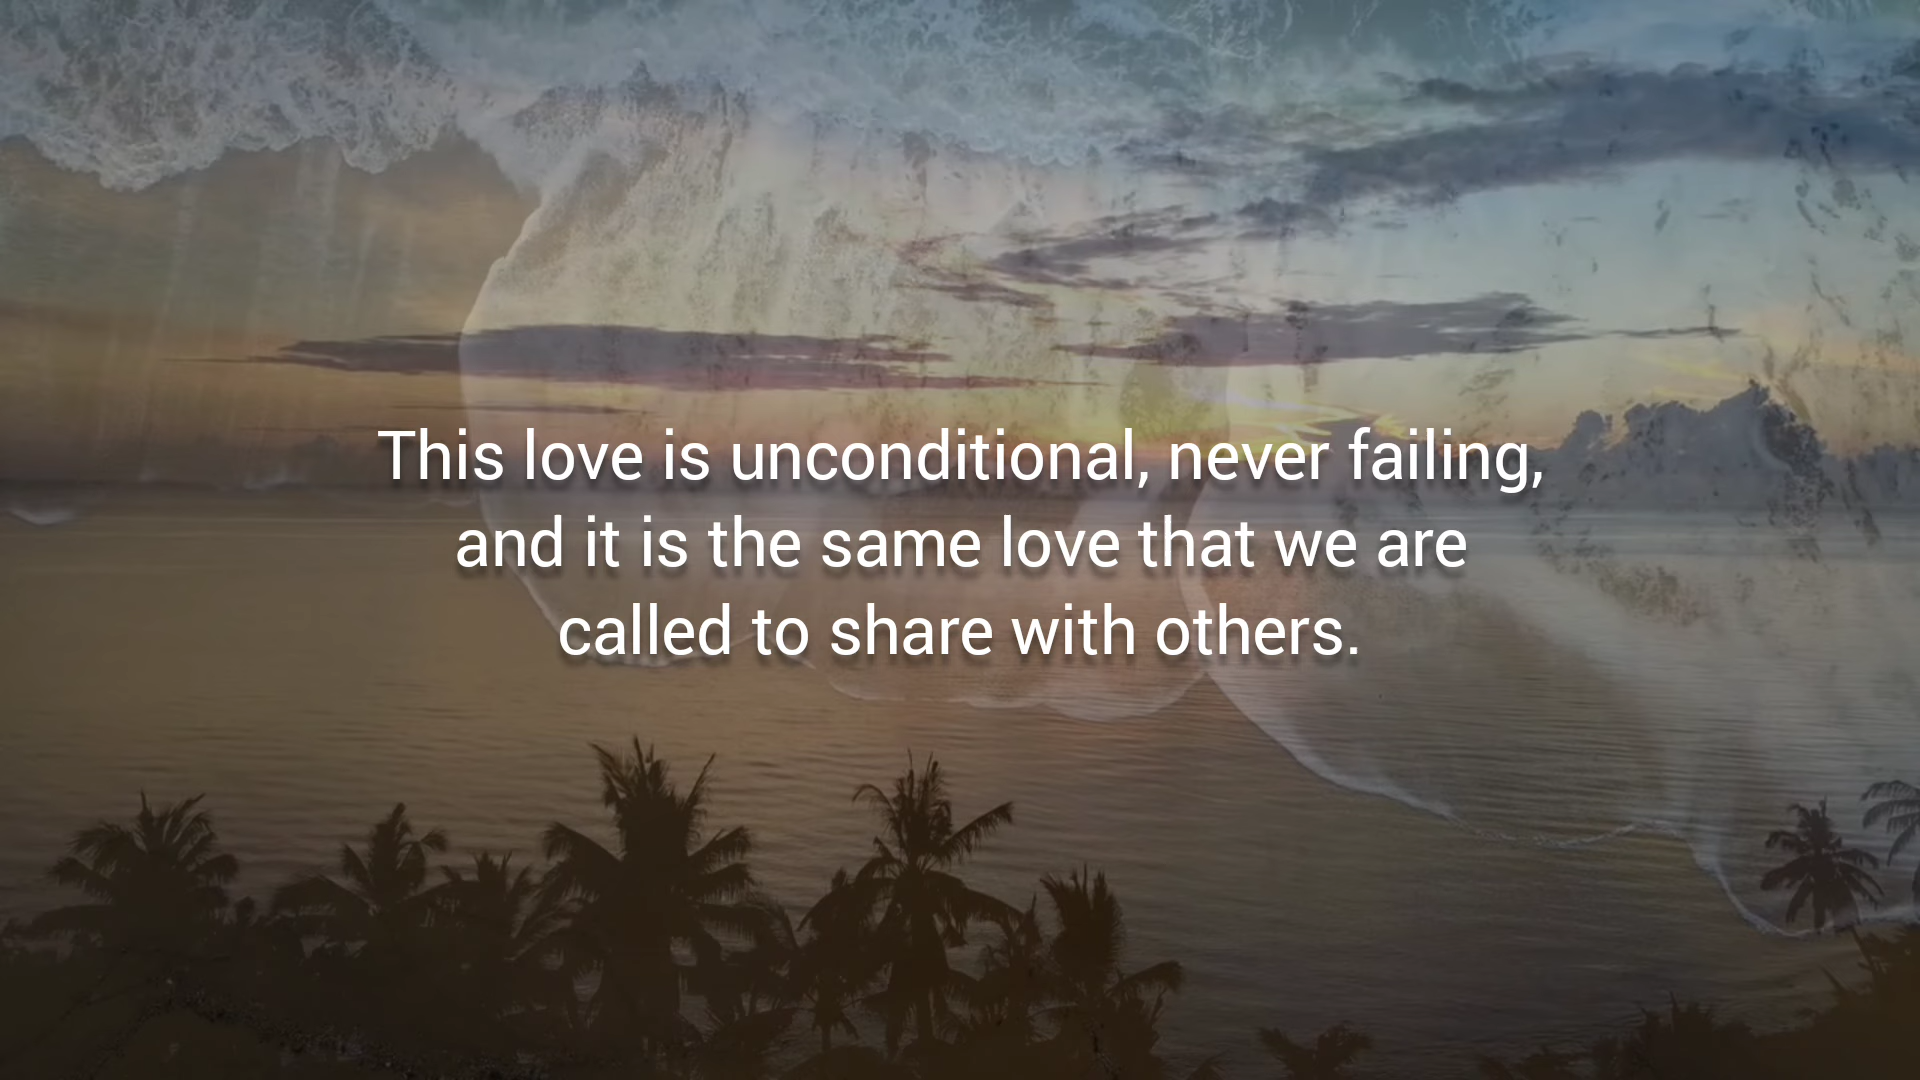 This love is unconditional, never failing,
and it is the same love that we are
called to share with others.